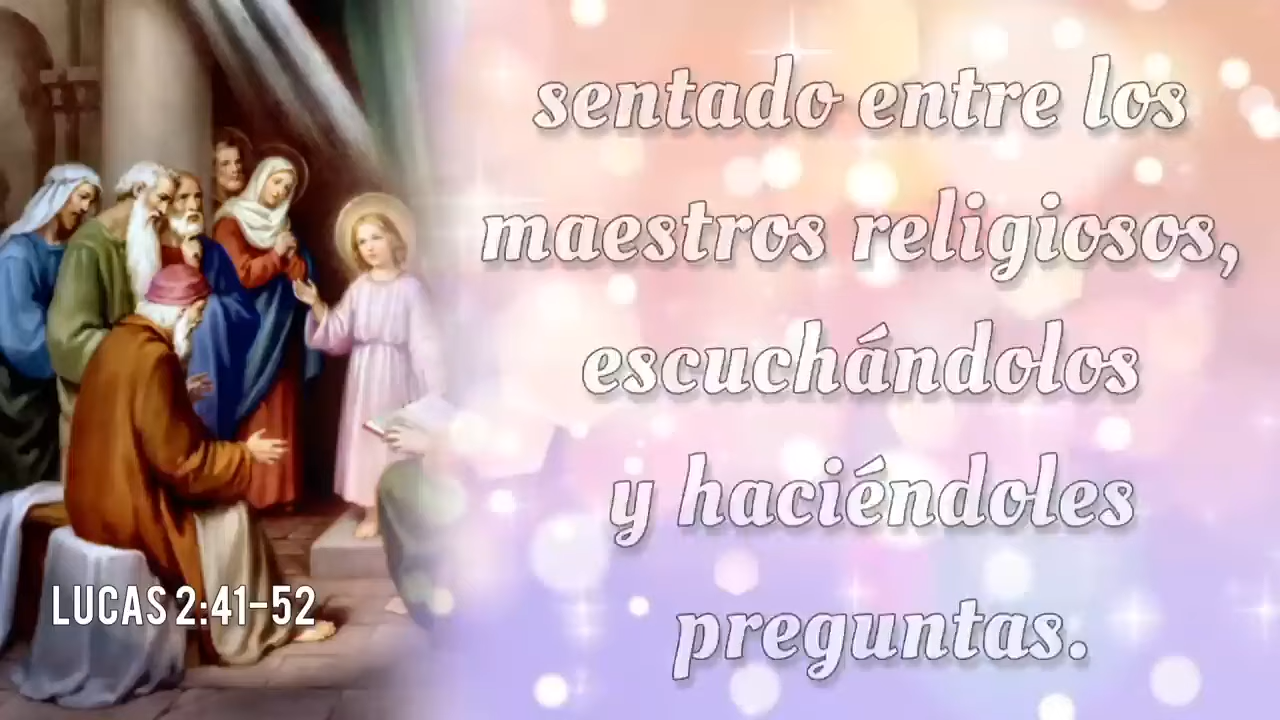 sentado entre los
maestros religiosos,
escuchándolos
y haciéndoles
preguntas.
LUCAS 2:41-52